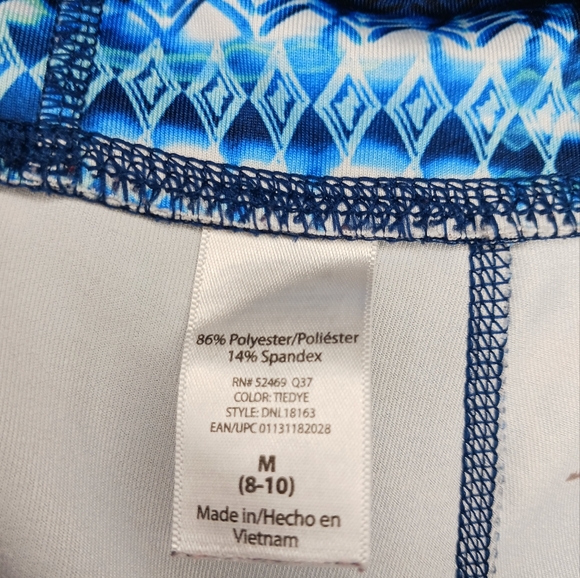 86% Polyester/Poliéster
14% Spandex
RN# 52469 Q37
COLOR: TIEDYE
STYLE: DNL18163
EAN/UPC 01131182028
M
(8-10)
Made in/Hecho en
Vietnam